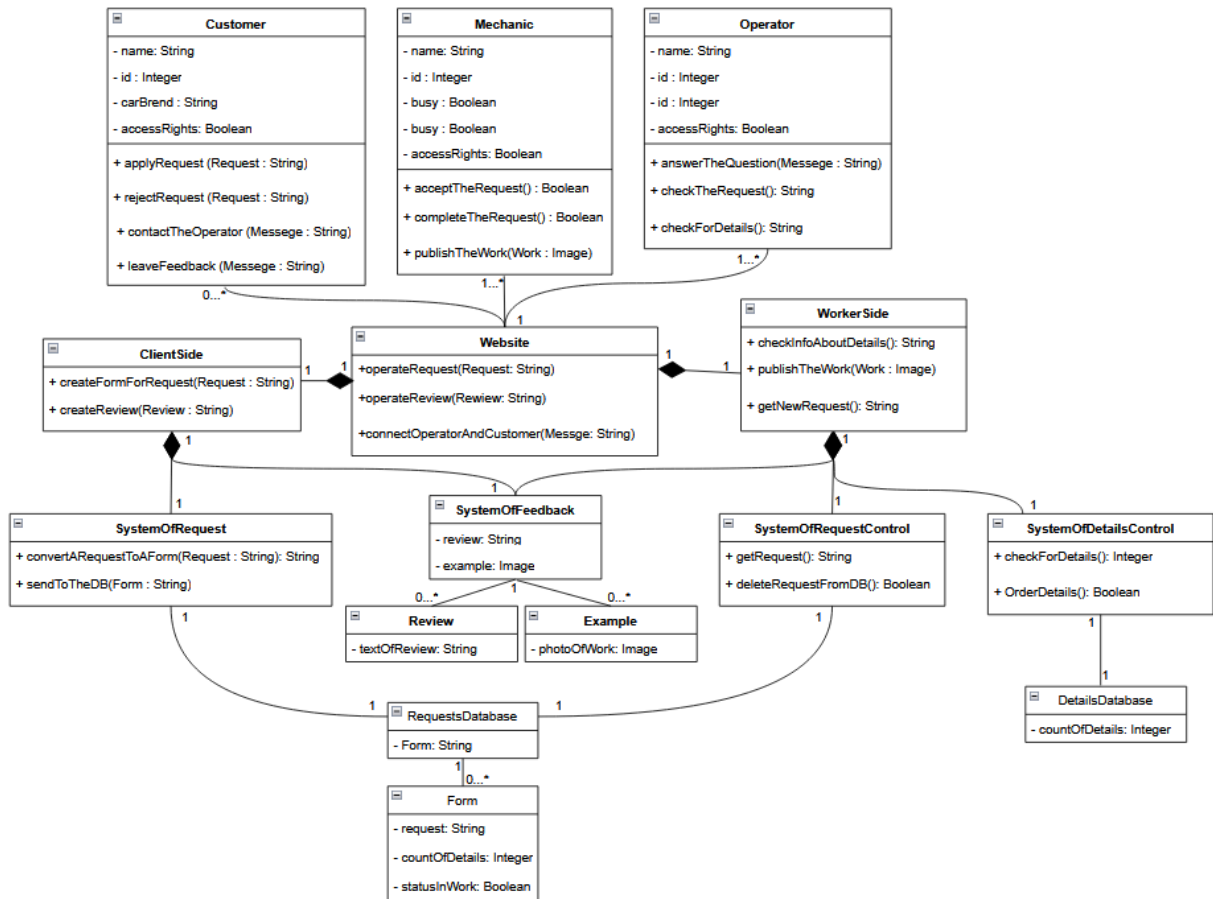 Customer
- name: String
- id : Integer
- carBrend : String
- accessRights: Boolean
+ applyRequest (Request : String)
+ rejectRequest (Request : String)
+ contactTheOperator (Messege : String)
+ leaveFeedback (Messege : String)
0...*
Mechanic
- name: String
- id : Integer
- busy : Boolean
- busy : Boolean
- accessRights: Boolean
+ acceptTheRequest() : Boolean
+ completeTheRequest() : Boolean
+ publishTheWork(Work : Image)
1...*
Operator
- name: String
- id : Integer
- id : Integer
- accessRights: Boolean
+ answerTheQuestion(Messege : String)
+ checkTheRequest(): String
+ checkForDetails(): String
1...*
1
ClientSide
+ createFormForRequest(Request : String)
+ createReview(Review : String)
1
1
1
Website
+operateRequest(Request: String)
+operateReview(Rewiew: String)
+connectOperatorAndCustomer(Messge: String)
1
1
WorkerSide
+ checkInfoAboutDetails(): String
+ publishTheWork(Work : Image)
+ getNewRequest(): String
1
1
SystemOfRequest
+ convertARequestToAForm(Request : String): String
+ sendToTheDB(Form : String)
1
1
SystemOfFeedback
- review: String
- example: Image
1
0...*
0...*
Review
- textOfReview: String
Example
- photoOfWork: Image
1
SystemOfRequestControl
+ getRequest(): String
+ deleteRequestFromDB(): Boolean
1
1
SystemOfDetailsControl
+ checkForDetails(): Integer
+ OrderDetails(): Boolean
1
1
DetailsDatabase
- countOfDetails: Integer
1
1
RequestsDatabase
- Form: String
1
0...*
Form
- request: String
- countOfDetails: Integer
- statusInWork: Boolean